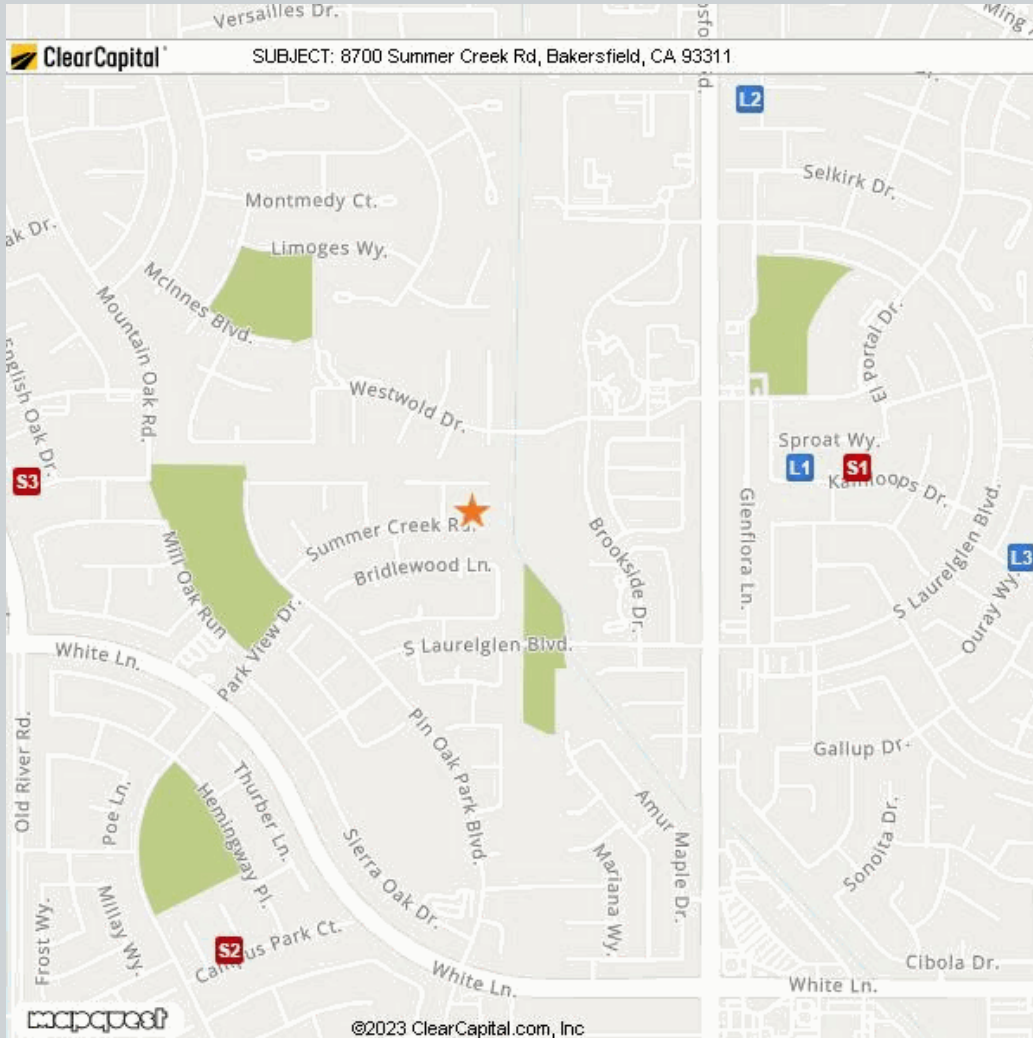 Versailles Dr.
Ming
ClearCapital
SUBJECT: 8700 Summer Creek Rd, Bakersfield, CA 93311
L2
Selkirk Dr.
Montmedy Ct.
Limoges Wy.
McInnes Blvd.
Mountain Oak Rd.
El Portal Dr.
English Oak Dr.
Westwold Dr.
Sproat Wy.
S3
L1
S1
Kamloops Dr.
Summer Creek Rd.
Bridlewood Ln.
Mill Oak Run
Brookside Dr.
Glenflora Ln.
S Laurelglen Blvd.
L3
Ouray Wy.
Park View Dr.
White Ln.
S Laurelglen Blvd.
Old River Rd.
Pin Oak Park Blvd.
Gallup Dr.
Poe Ln.
Hemingway Pl.
Thurber Ln.
Sierra Oak Dr.
Amur Maple Dr.
Mariana Wy.
Sonoita Dr.
Frost Wy.
Millay Wy.
S2
Campus Park Ct.
White Ln.
White Ln.
Cibola Dr.
mapquest
©2023 ClearCapital.com, Inc